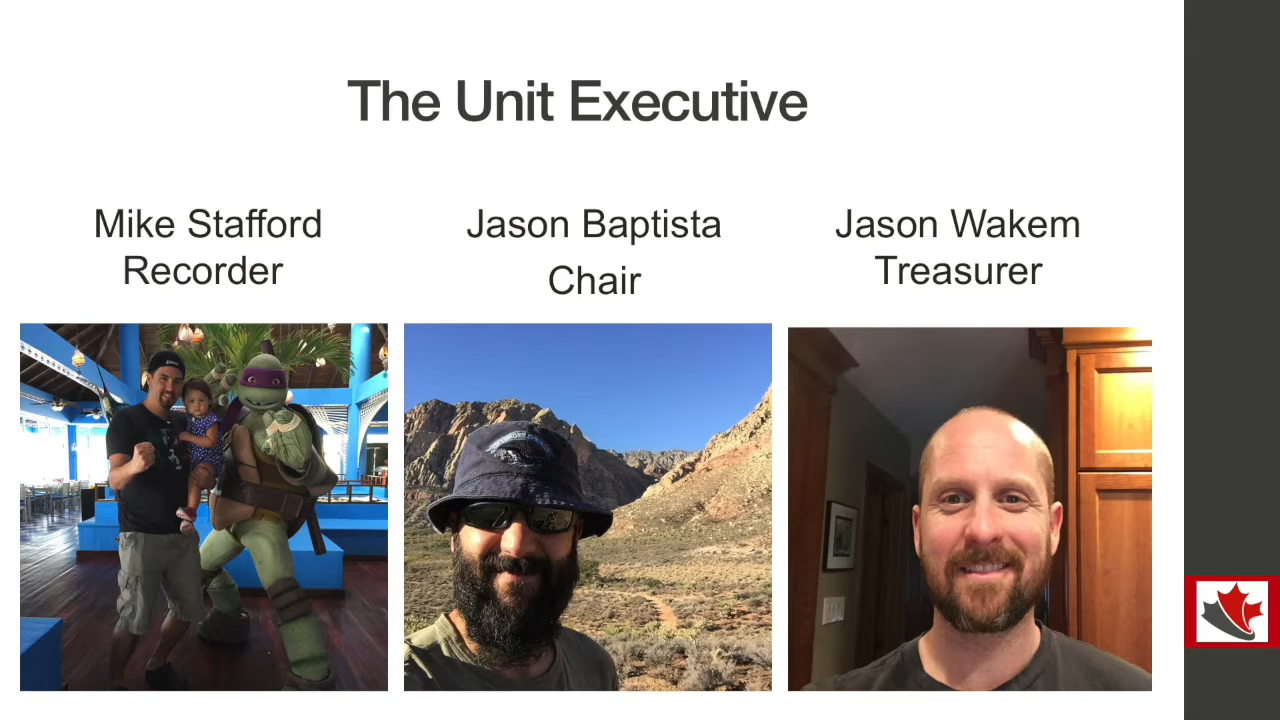 The Unit Executive
Mike Stafford
Recorder
Jason Baptista
Chair
Jason Wakem
Treasurer